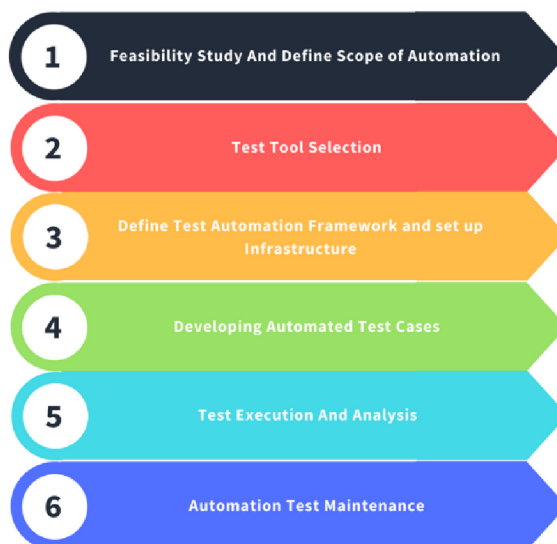 1
Feasibility Study And Define Scope of Automation
2
Test Tool Selection
3
Define Test Automation Framework and set up
Infrastructure
4
Developing Automated Test Cases
5
Test Execution And Analysis
6
Automation Test Maintenance